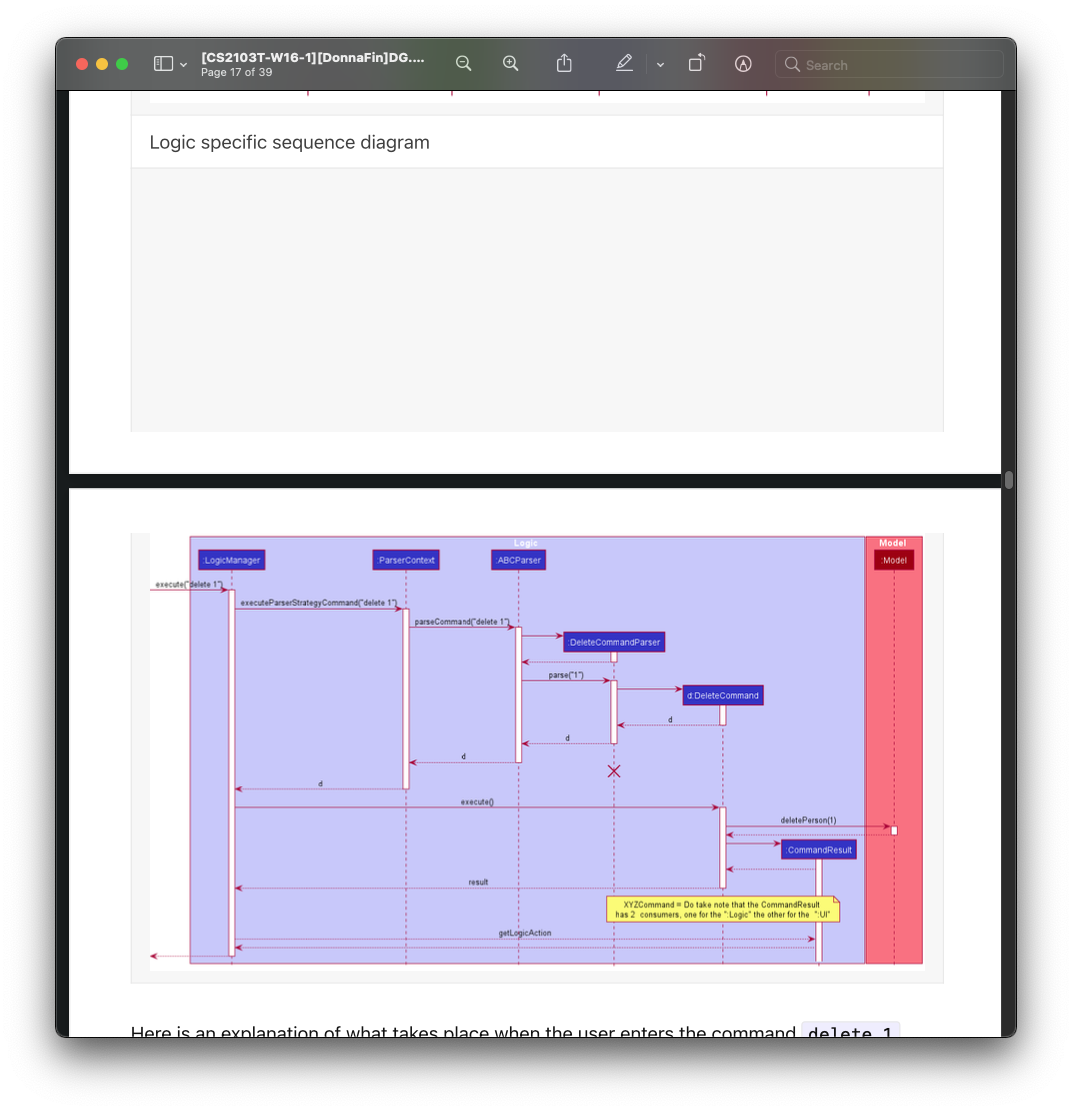 [CS2103T-W16-1][DonnaFin]DG....
Page 17 of 39
Search
Logic specific sequence diagram
Logic
Model
:LogicManager
:ParserContext
:ABCParser
:Model
execute("delete 1")
executeParserStrategyCommand("delete 1")
parseCommand("delete 1")
:DeleteCommandParser
parse("1")
d:DeleteCommand
d
d
d
d
execute()
deletePerson(1)
:CommandResult
result
XYZCommand = Do take note that the CommandResult
has 2 consumers, one for the ":Logic" the other for the ":UI"
getLogicAction
Here is an explanation of what takes place when the user enters the command delete 1